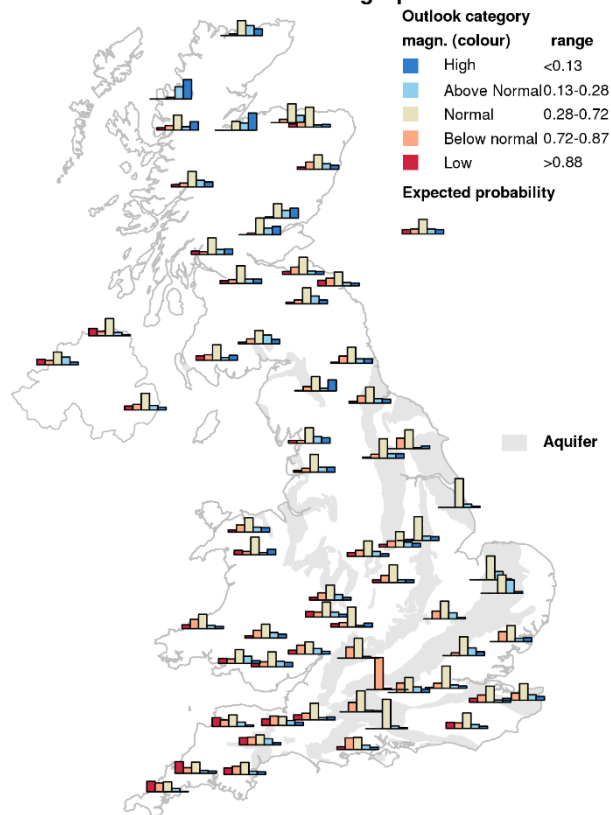 Outlook category
magn. (colour) range
High <0.13
Above Normal 0.13-0.28
Normal 0.28-0.72
Below normal 0.72-0.87
Low >0.88
Expected probability
Aquifer